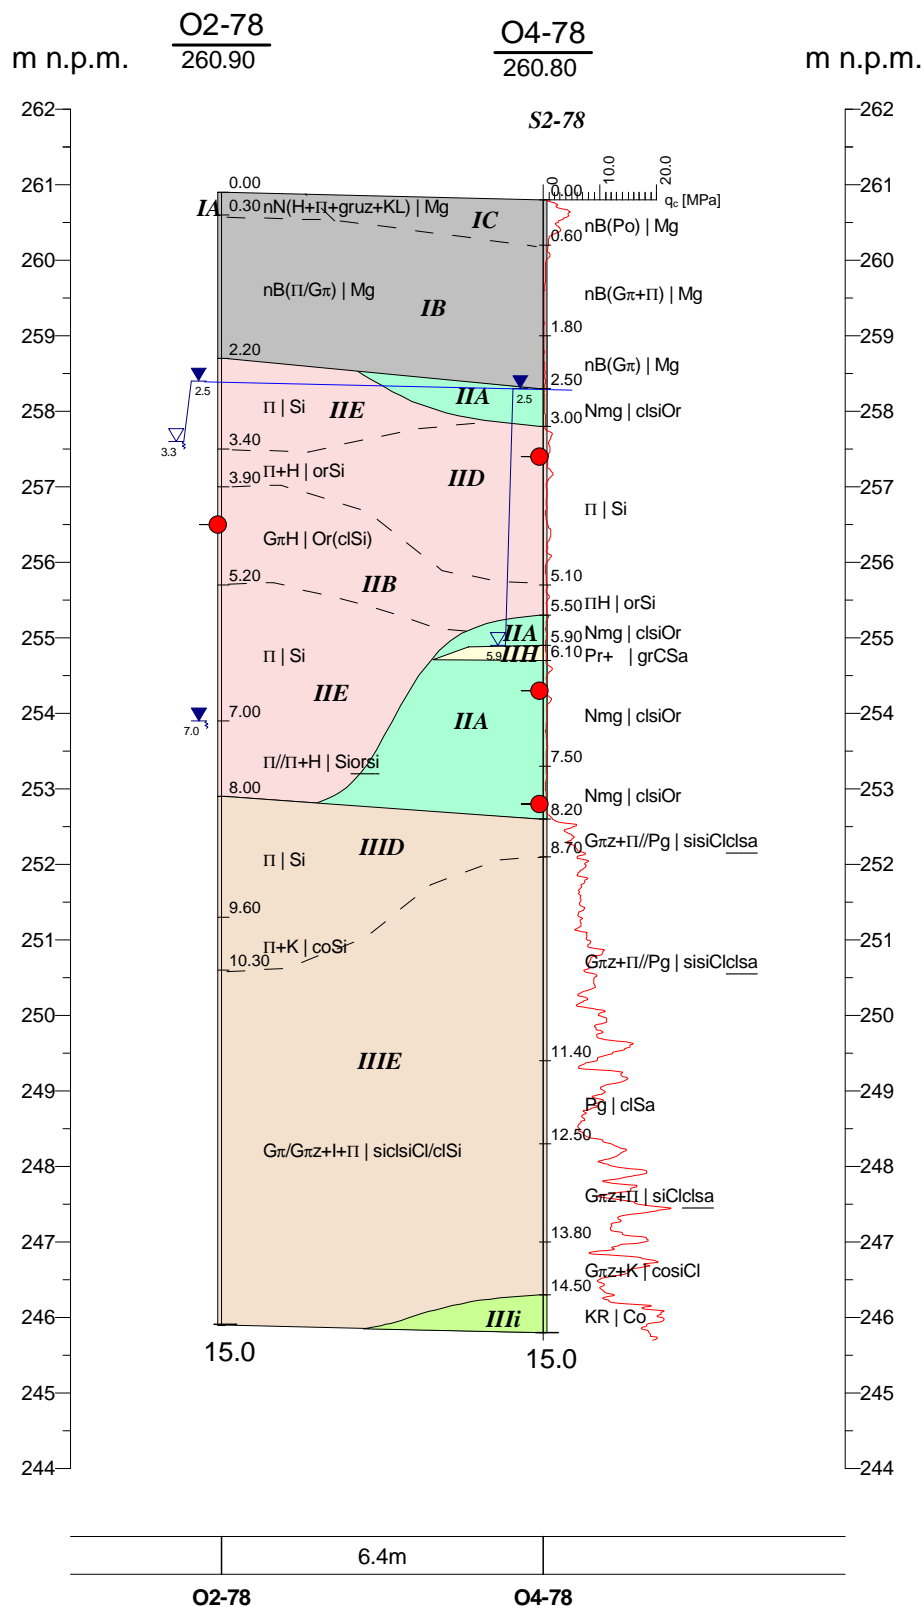 O2-78
260.90
O4-78
260.80
m n.p.m.
m n.p.m.
S2-78
262
262
0
10.0
20.0
qc [MPa]
261
261
0.00
0.00
IA
0.30
nN(H+Π+gruz+KL) | Mg
IC
0.60
nB(Po) | Mg
260
260
nB(Π/Gπ) | Mg
IB
nB(Gπ+Π) | Mg
1.80
259
259
2.20
nB(Gπ) | Mg
2.50
2.5
2.5
IIA
Π | Si
IIE
Nmg | clsiOr
258
258
3.00
3.3
3.40
Π+H | orSi
IID
257
257
3.90
Π | Si
GπH | Or(clSi)
256
256
5.20
IIB
5.10
5.50
ΠH | orSi
255
255
IIA
5.90
Nmg | clsiOr
Π | Si
5.9
IIH
6.10
Pr+ | grCSa
IIE
254
254
7.0
7.00
IIA
Nmg | clsiOr
Π//Π+H | Siorsi
7.50
253
253
8.00
Nmg | clsiOr
8.20
Gπz+Π//Pg | sisiClclsa
8.70
IIID
Π | Si
252
252
9.60
251
251
Π+K | coSi
Gπz+Π//Pg | sisiClclsa
10.30
250
250
11.40
IIIE
249
249
Pg | clSa
12.50
Gπ/Gπz+I+Π | siclsiCl/clSi
248
248
Gπz+Π | siClclsa
247
247
13.80
Gπz+K | cosiCl
14.50
246
246
IIIi
KR | Co
15.0
15.0
245
245
244
244
6.4m
O2-78
O4-78